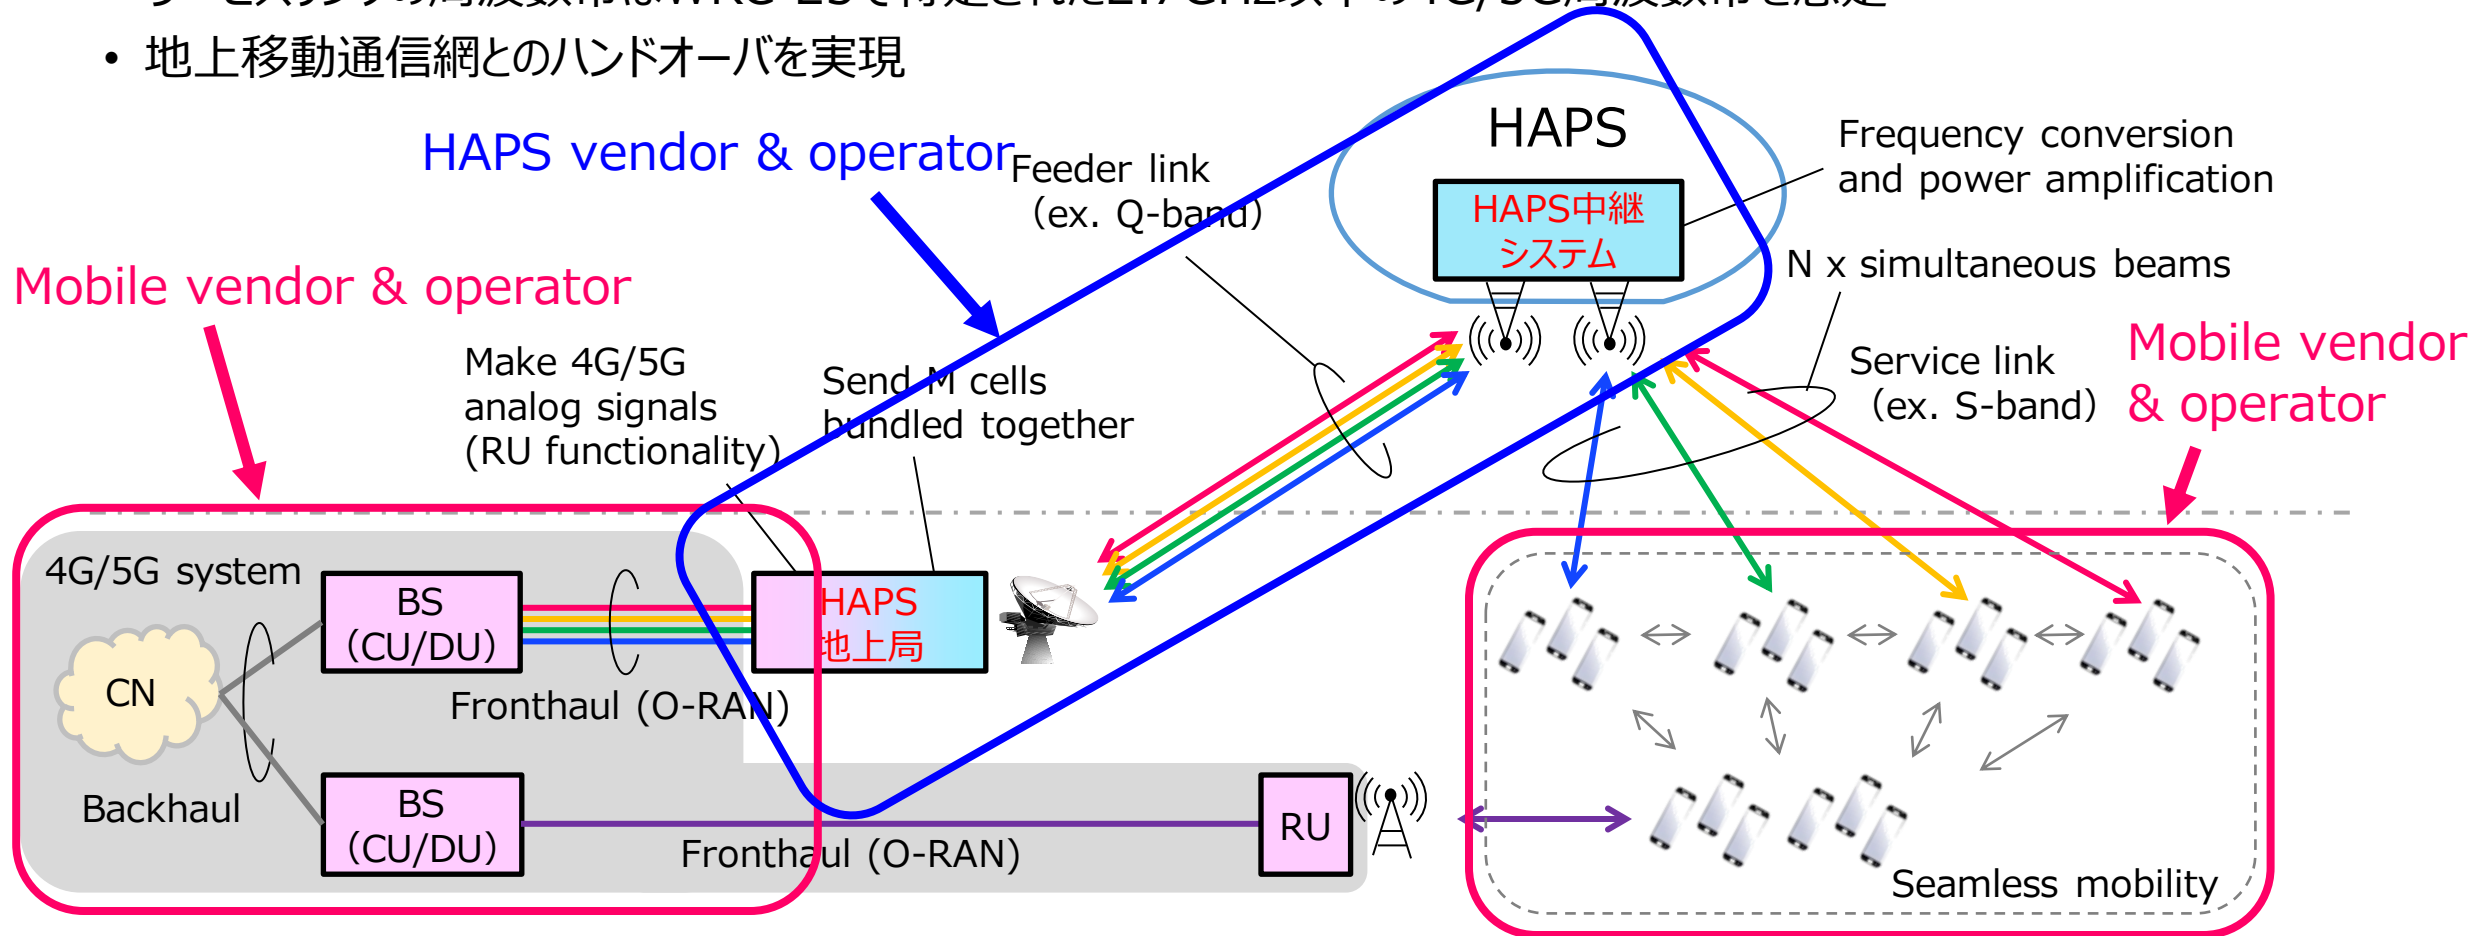 • 地上移動通信網とのハンドオーバを実現
HAPS
HAPS vendor & operator
Feeder link
（ex. Q-band）
Frequency conversion
and power amplification
HAPS中継
システム
Mobile vendor & operator
N x simultaneous beams
Make 4G/5G
analog signals
(RU functionality)
Send M cells
bundled together
Service link
（ex. S-band）
Mobile vendor
& operator
4G/5G system
BS
（CU/DU）
HAPS
地上局
CN
Fronthaul (O-RAN)
Backhaul
BS
（CU/DU）
Fronthaul (O-RAN)
RU
Seamless mobility